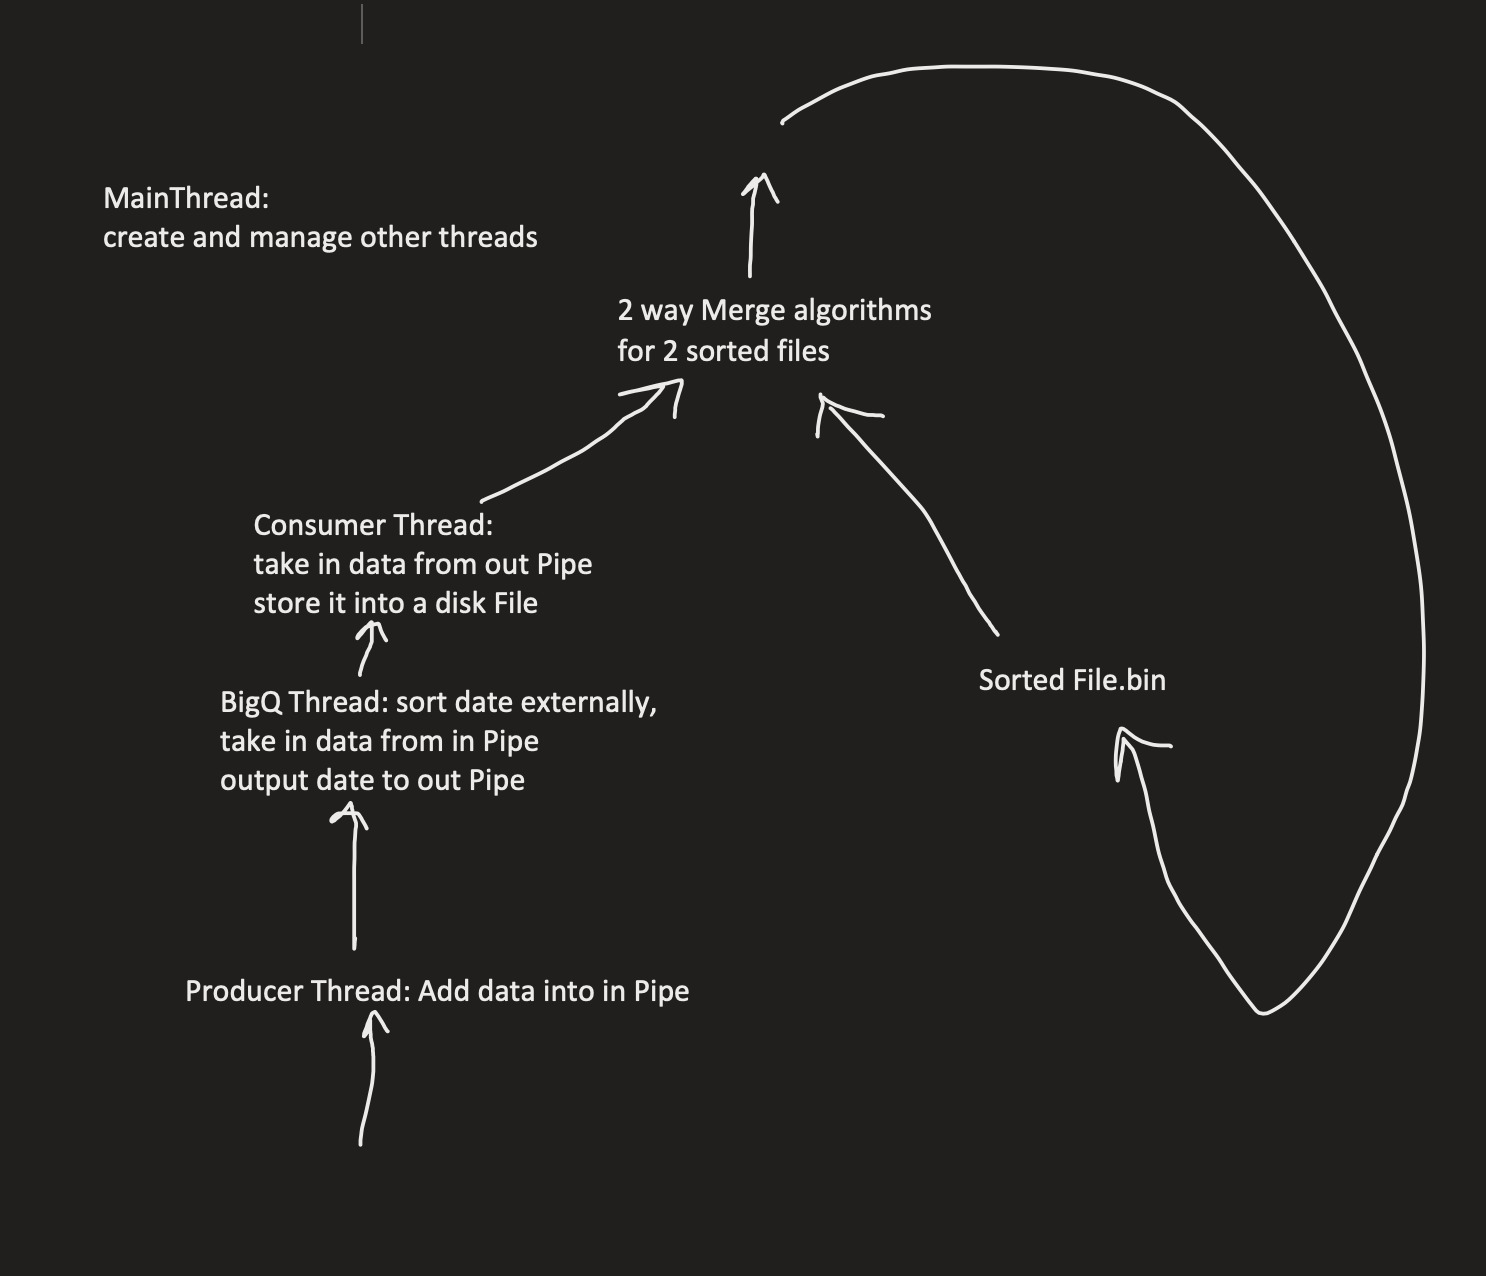 MainThread:
create and manage other threads
2 way Merge algorithms
for 2 sorted files
Consumer Thread:
take in data from out Pipe
store it into a disk File
Sorted File.bin
BigQ Thread: sort date externally,
take in data from in Pipe
output date to out Pipe
Producer Thread: Add data into in Pipe